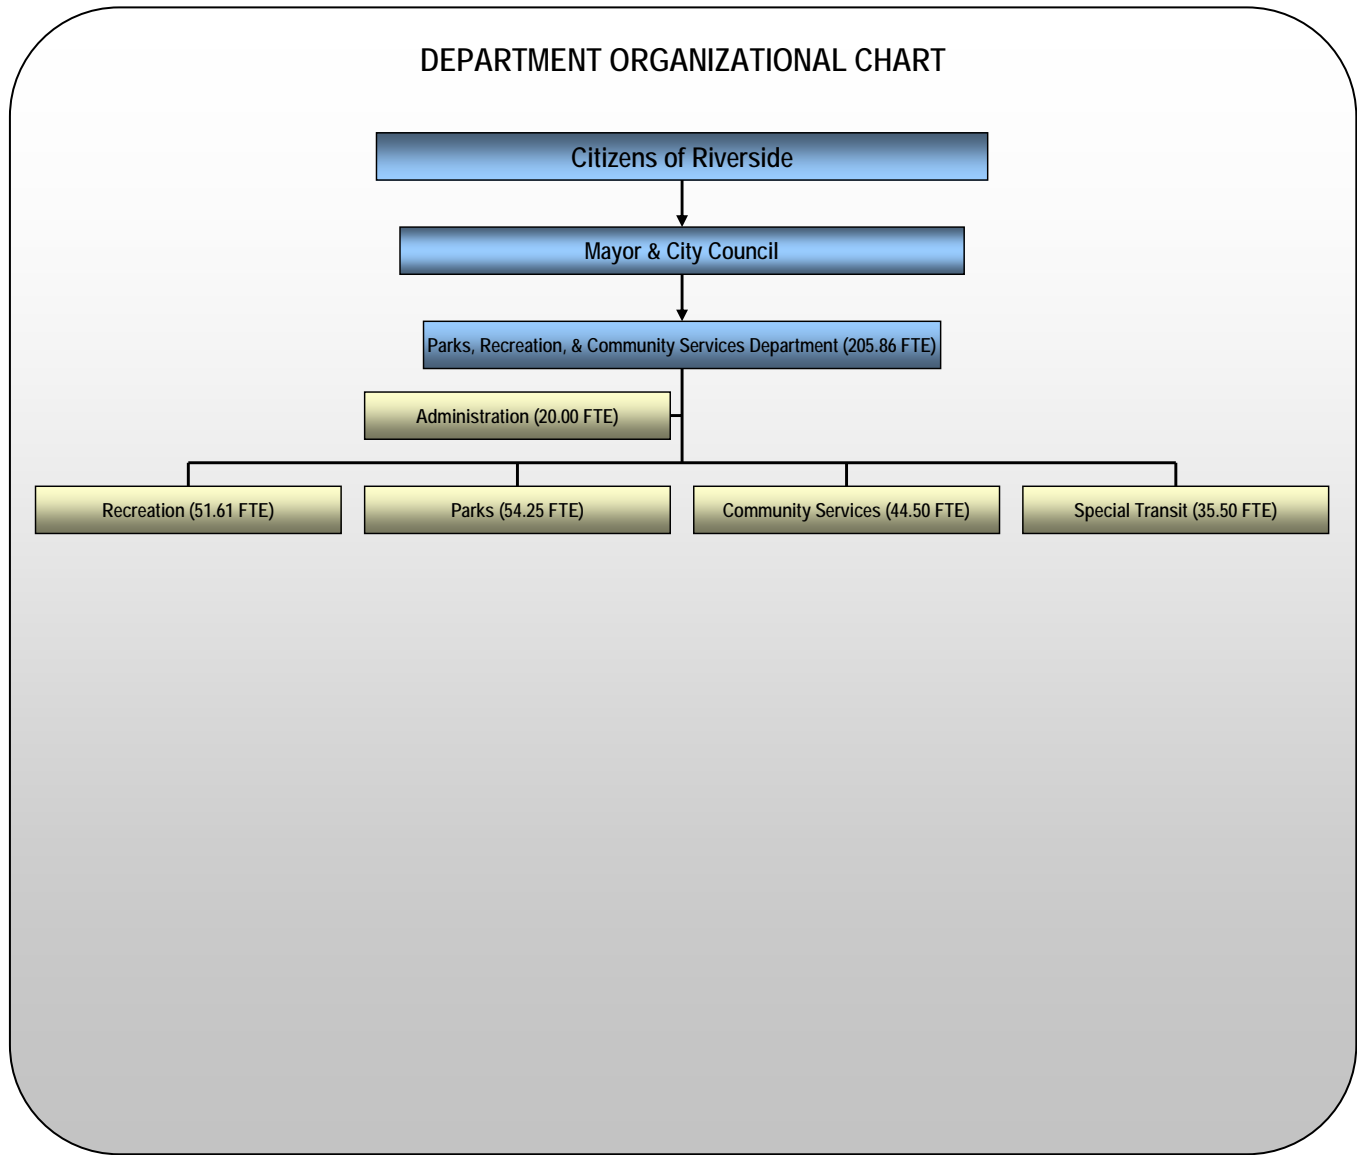 DEPARTMENT ORGANIZATIONAL CHART
Citizens of Riverside
Mayor & City Council
Parks, Recreation, & Community Services Department (205.86 FTE)
Administration (20.00 FTE)
Recreation (51.61 FTE)
Parks (54.25 FTE)
Community Services (44.50 FTE)
Special Transit (35.50 FTE)